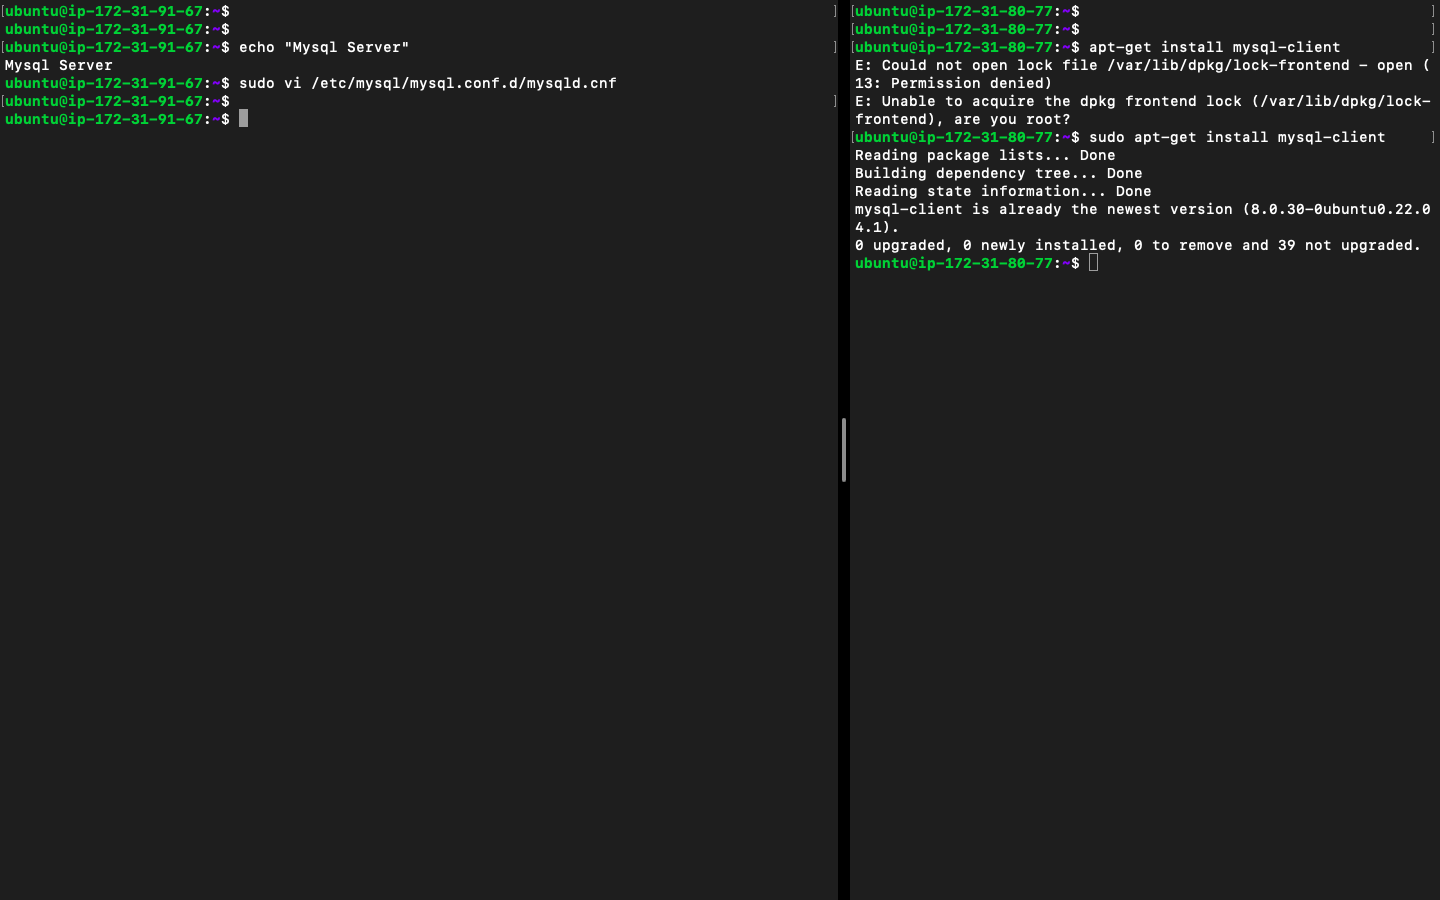 [ubuntu@ip-172-31-91-67:~$ ]
ubuntu@ip-172-31-91-67:~$
[ubuntu@ip-172-31-91-67:~$ echo "Mysql Server" ]
Mysql Server
ubuntu@ip-172-31-91-67:~$ sudo vi /etc/mysql/mysql.conf.d/mysqld.cnf
[ubuntu@ip-172-31-91-67:~$ ]
ubuntu@ip-172-31-91-67:~$
[ubuntu@ip-172-31-80-77:~$ ]
[ubuntu@ip-172-31-80-77:~$ ]
[ubuntu@ip-172-31-80-77:~$ apt-get install mysql-client ]
E: Could not open lock file /var/lib/dpkg/lock-frontend - open (
13: Permission denied)
E: Unable to acquire the dpkg frontend lock (/var/lib/dpkg/lock-
frontend), are you root?
[ubuntu@ip-172-31-80-77:~$ sudo apt-get install mysql-client ]
Reading package lists... Done
Building dependency tree... Done
Reading state information... Done
mysql-client is already the newest version (8.0.30-0ubuntu0.22.0
4.1).
0 upgraded, 0 newly installed, 0 to remove and 39 not upgraded.
ubuntu@ip-172-31-80-77:~$